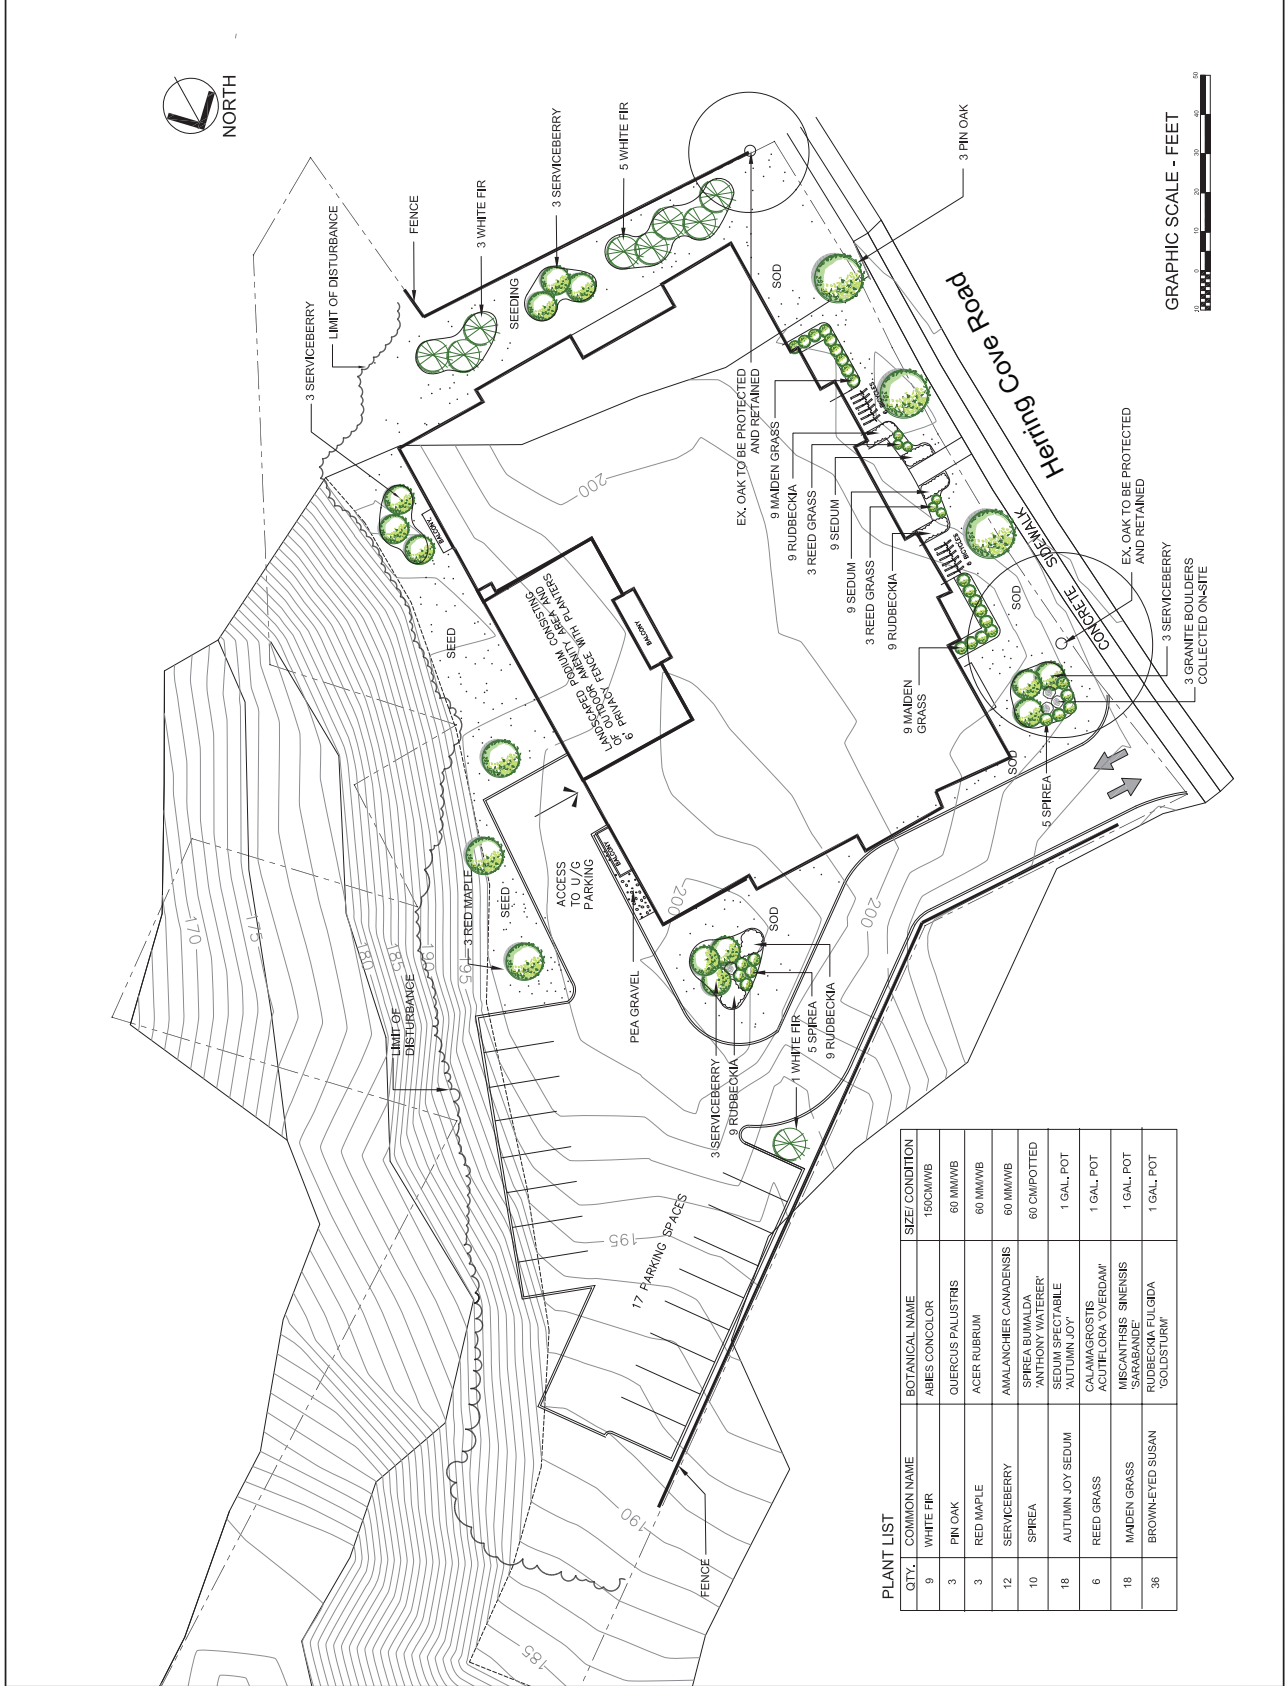 NORTH
3 SERVICEBERRY
LIMIT OF DISTURBANCE
FENCE
3 WHITE FIR
SEEDING
3 SERVICEBERRY
5 WHITE FIR
3 PIN OAK
GRAPHIC SCALE - FEET
10
0
10
20
30
40
50
SOD
Herring Cove Road
EX. OAK TO BE PROTECTED
AND RETAINED
9 MAIDEN GRASS
9 RUDBECKIA
3 REED GRASS
9 SEDUM
9 SEDUM
3 REED GRASS
9 RUDBECKIA
9 MAIDEN
GRASS
BICYCLES
BICYCLES
SIDEWALK
CONCRETE
SOD
EX. OAK TO BE PROTECTED
AND RETAINED
3 SERVICEBERRY
3 GRANITE BOULDERS
COLLECTED ON-SITE
5 SPIREA
SOD
200
BALCONY
SEED
LANDSCAPED PODIUM CONSISTING
OF OUTDOOR AMENITY AREA AND
6' PRIVACY FENCE WITH PLANTERS
BALCONY
BALCONY
ACCESS
TO U/G
PARKING
3 RED MAPLE
SEED
PEA GRAVEL
200
SOD
200
3 SERVICEBERRY
9 RUDBECKIA
1 WHITE FIR
5 SPIREA
9 RUDBECKIA
170
175
180
185
190
195
LIMIT OF
DISTURBANCE
195
17 PARKING SPACES
190
185
FENCE
PLANT LIST
QTY. COMMON NAME BOTANICAL NAME SIZE/ CONDITION
9 WHITE FIR ABIES CONCOLOR 150CM/WB
3 PIN OAK QUERCUS PALUSTRIS 60 MM/WB
3 RED MAPLE ACER RUBRUM 60 MM/WB
12 SERVICEBERRY AMALANCHIER CANADENSIS 60 MM/WB
10 SPIREA SPIREA BUMALDA 'ANTHONY WATERER' 60 CM/POTTED
18 AUTUMN JOY SEDUM SEDUM SPECTABILE 'AUTUMN JOY' 1 GAL. POT
6 REED GRASS CALAMAGROSTIS ACUTIFLORA 'OVERDAM' 1 GAL. POT
18 MAIDEN GRASS MISCANTHSIS SINENSIS 'SARABANDE' 1 GAL. POT
36 BROWN-EYED SUSAN RUDBECKIA FULGIDA 'GOLDSTURM' 1 GAL. POT